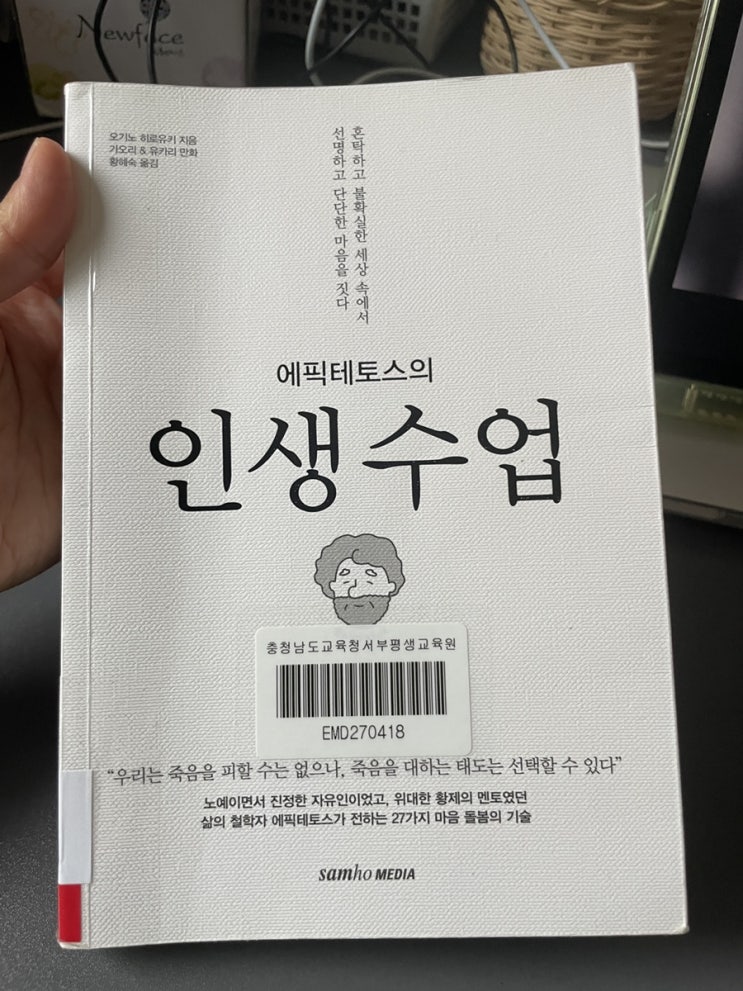 Newface
오기노 히로유키 지음
가오리 & 유카리 만화
황혜숙 옮김
혼탁하고 불확실한 세상 속에서
선명하고 단단한 마음을 짓다
에픽테토스의
인생수업
충청남도교육청서부평생교육원
EMD270418
“우리는 죽음을 피할 수는 없으나, 죽음을 대하는 태도는 선택할 수 있다”
노예이면서 진정한 자유인이었고, 위대한 황제의 멘토였던
삶의 철학자 에픽테토스가 전하는 27가지 마음 돌봄의 기술
samho MEDIA